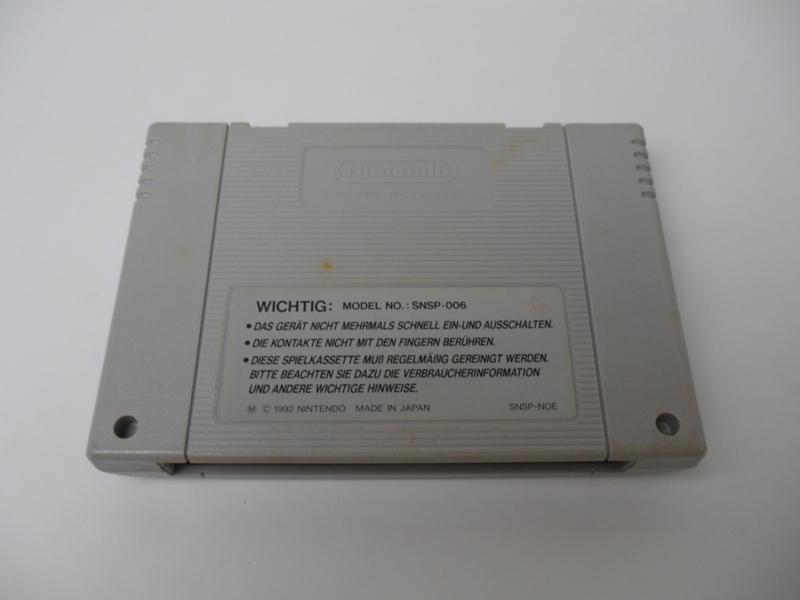 Nintendo
WICHTIG: MODEL NO.: SNSP-006
• DAS GERÄT NICHT MEHRMALS SCHNELL EIN-UND AUSSCHALTEN.
• DIE KONTAKTE NICHT MIT DEN FINGERN BERÜHREN.
• DIESE SPIELKASSETTE MUß REGELMÄßIG GEREINIGT WERDEN.
BITTE BEACHTEN SIE DAZU DIE VERBRAUCHERINFORMATION
UND ANDERE WICHTIGE HINWEISE.
Ⓜ © 1992 NINTENDO MADE IN JAPAN SNSP-NOE